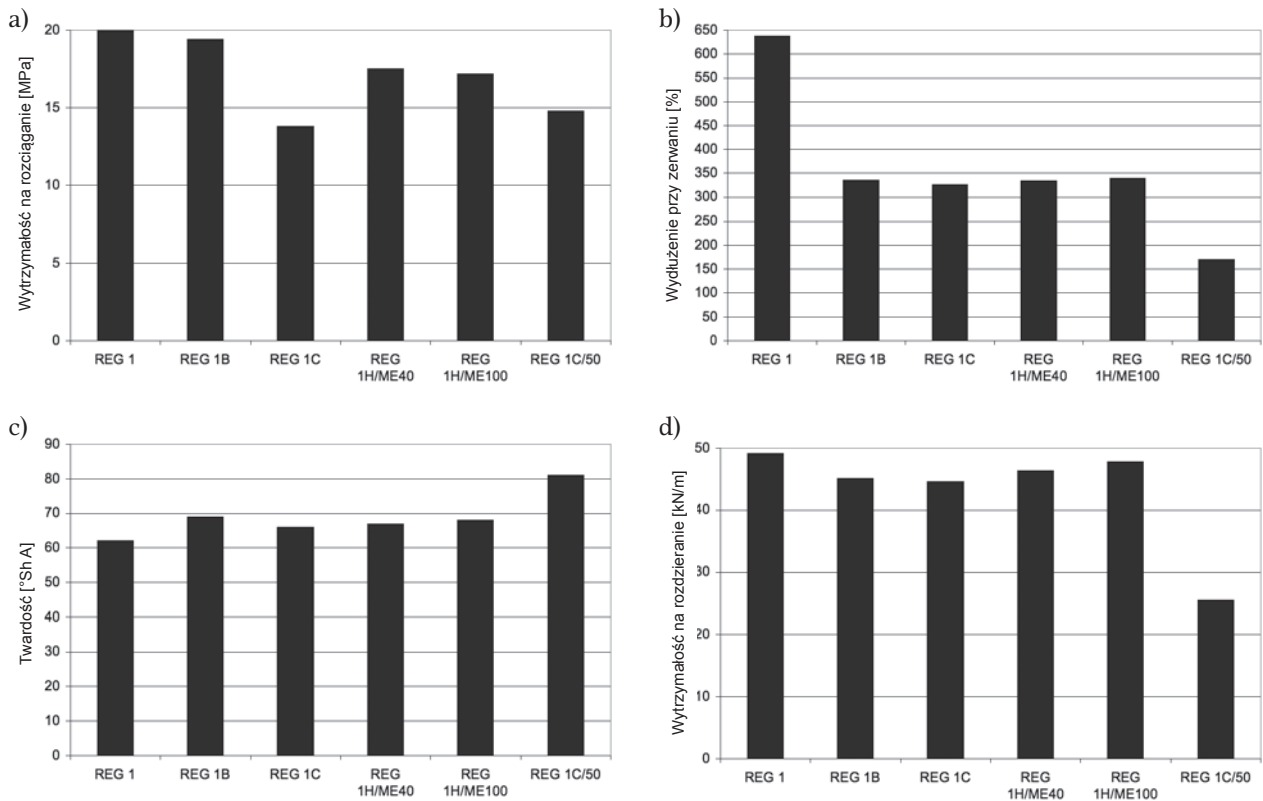 a)
Wytrzymałość na rozciąganie [MPa]
20
15
10
5
0
REG 1
REG 1B
REG 1C
REG
1H/ME40
REG
1H/ME100
REG 1C/50
b)
Wydłużenie przy zerwaniu [%]
650
600
550
500
450
400
350
300
250
200
150
100
50
0
REG 1
REG 1B
REG 1C
REG
1H/ME40
REG
1H/ME100
REG 1C/50
c)
Twardość [°Sh A]
90
80
70
60
50
40
30
20
10
0
REG 1
REG 1B
REG 1C
REG
1H/ME40
REG
1H/ME100
REG 1C/50
d)
Wytrzymałość na rozdzieranie [kN/m]
50
40
30
20
10
0
REG 1
REG 1B
REG 1C
REG
1H/ME40
REG
1H/ME100
REG 1C/50